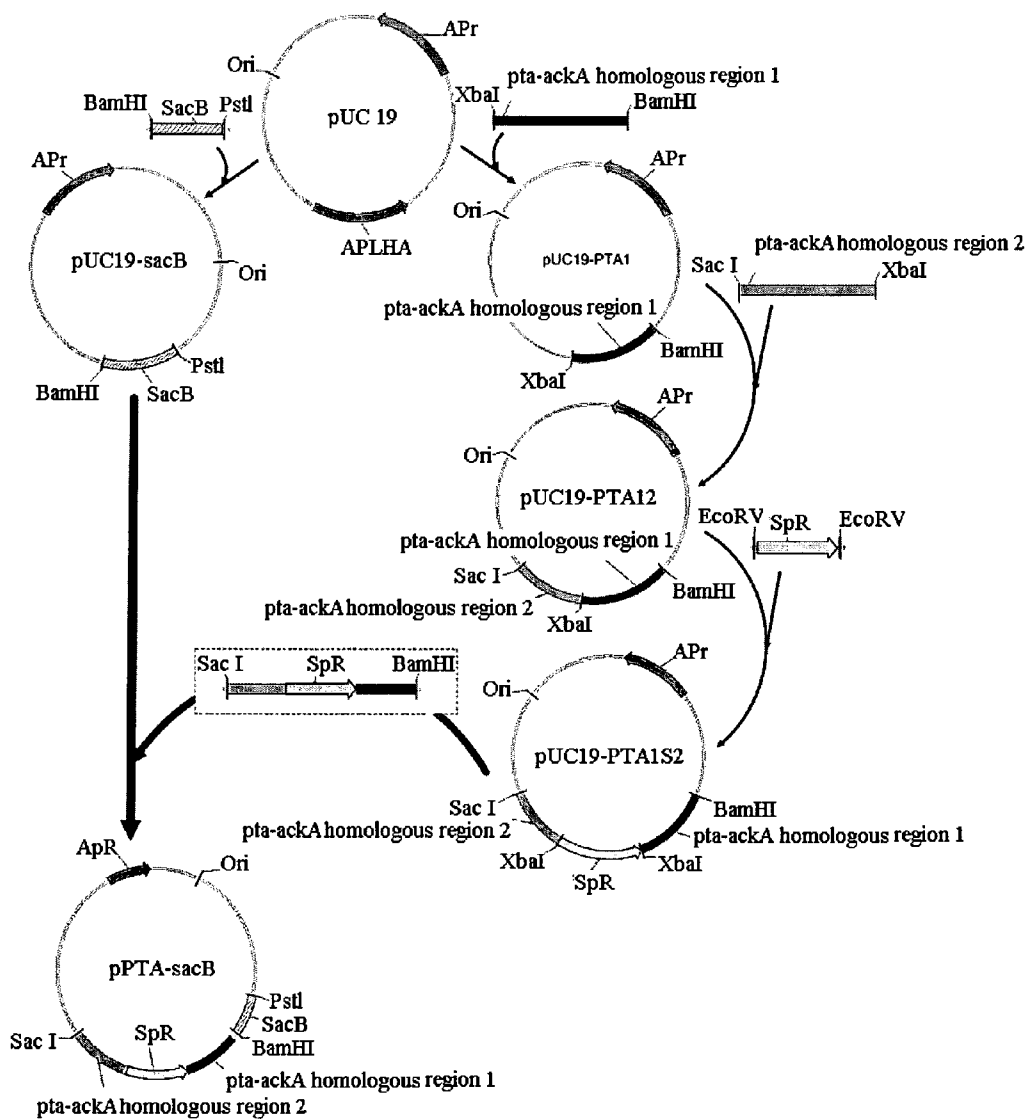 APr
Ori
pta-ackA homologous region 1
BamHI
SacB
PstI
XbaI
BamHI
pUC 19
APr
APr
Ori
APLHA
pta-ackA homologous region 2
pUC19-sacB
Ori
pUC19-PTA1
Sac I
XbaI
pta-ackA homologous region 1
PstI
BamHI
BamHI
SacB
XbaI
APr
Ori
pUC19-PTA12
EcoRV
SpR
EcoRV
pta-ackA homologous region 1
Sac I
BamHI
pta-ackA homologous region 2
XbaI
Sac I
SpR
BamHI
APr
Ori
pUC19-PTA1S2
Sac I
BamHI
pta-ackA homologous region 2
pta-ackA homologous region 1
XbaI
XbaI
SpR
ApR
Ori
pPTA-sacB
PstI
SacB
Sac I
SpR
BamHI
pta-ackA homologous region 1
pta-ackA homologous region 2